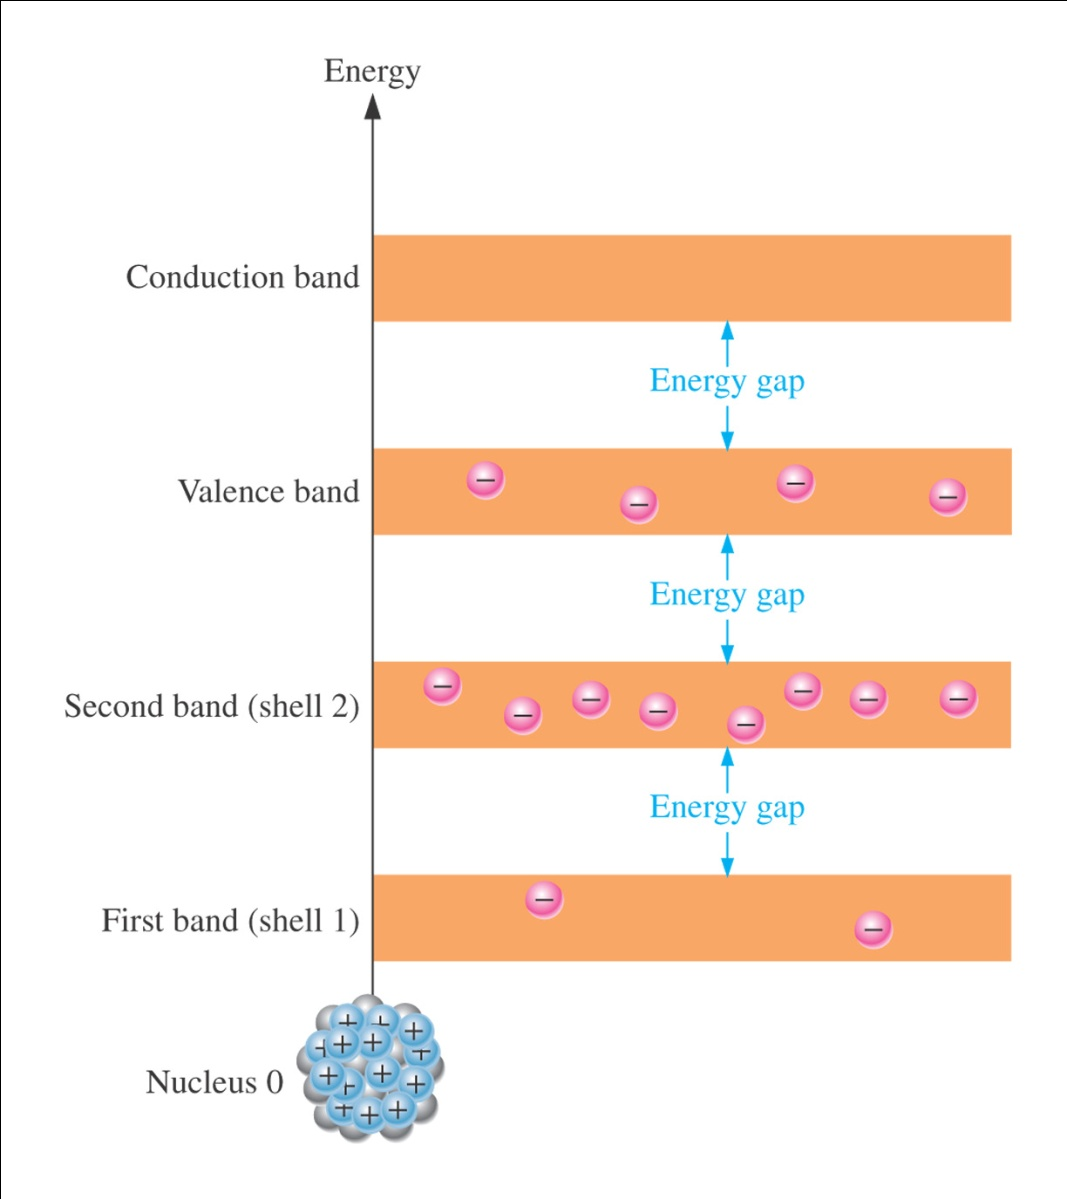 Energy
Conduction band
Energy gap
Valence band
− − − −
Energy gap
Second band (shell 2)
− − − − − − − −
Energy gap
First band (shell 1)
− −
Nucleus 0
+ + + + + + + + + + + + + +